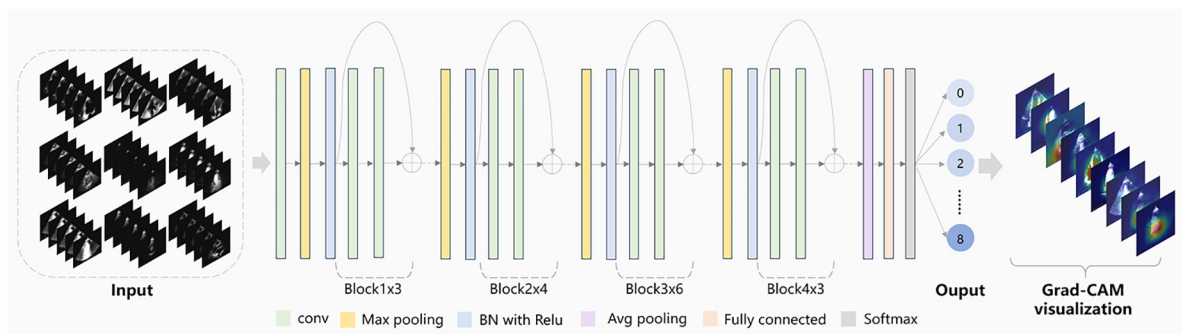 0
1
2
8
Input
Block1x3
Block2x4
Block3x6
Block4x3
Ouput
Grad-CAM
visualization
conv
Max pooling
BN with Relu
Avg pooling
Fully connected
Softmax